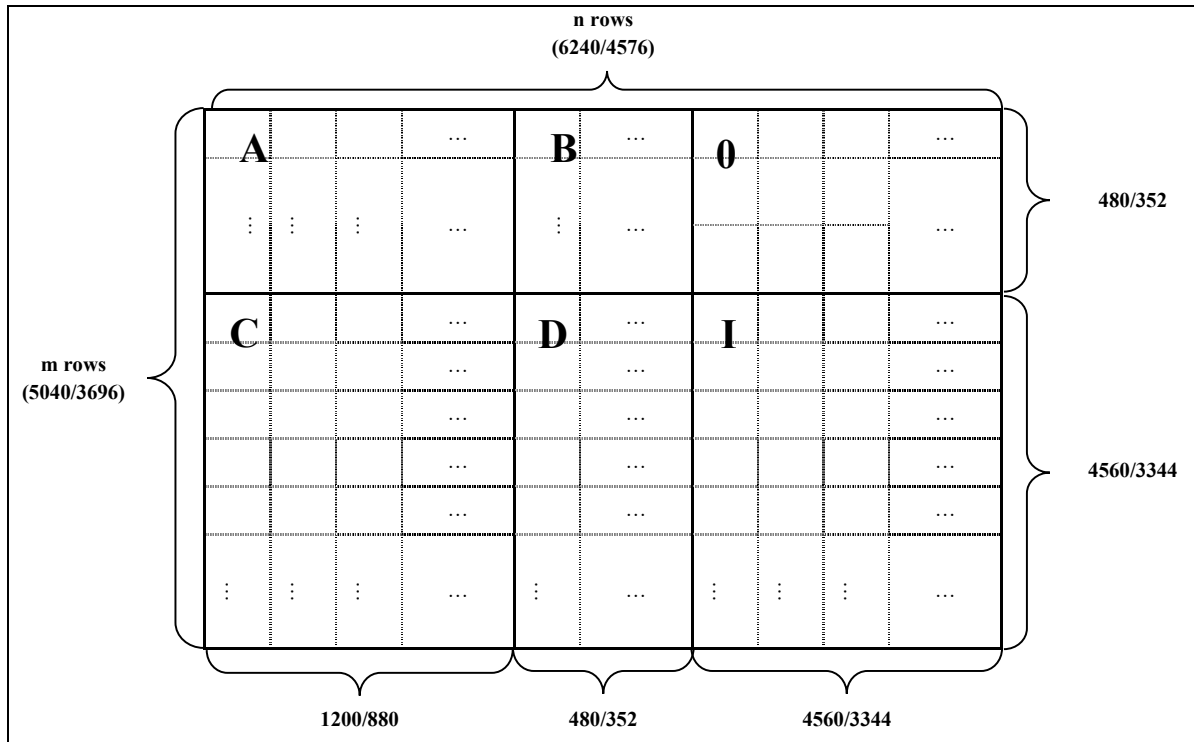 n rows
(6240/4576)
A … B … 0 …
⋮ ⋮ ⋮ … ⋮ … …
480/352
C … D … I …
… … …
m rows
(5040/3696)
… … …
… … …
4560/3344
… … …
⋮ ⋮ ⋮ … ⋮ … ⋮ ⋮ ⋮ …
1200/880 480/352 4560/3344